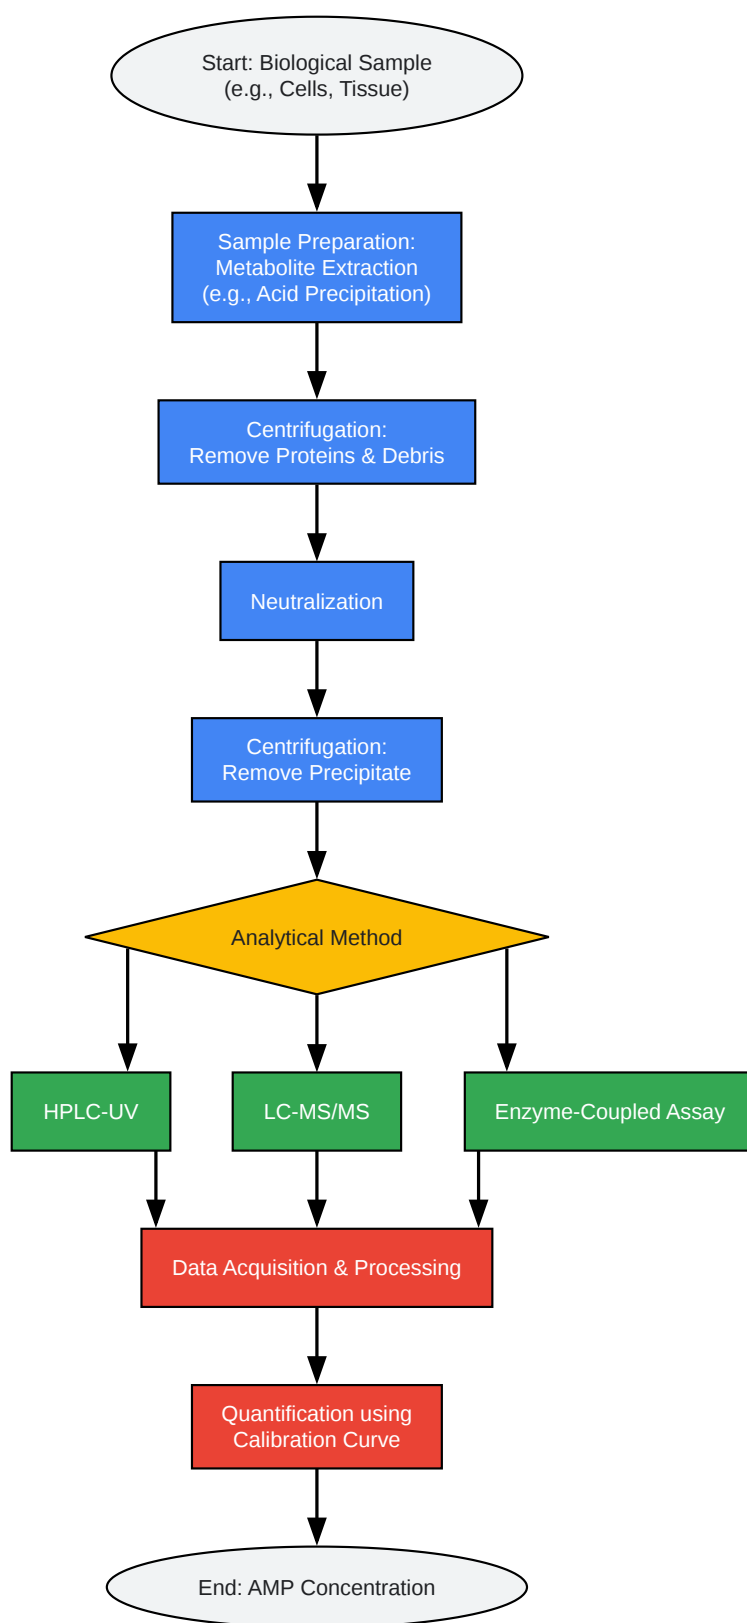 Start: Biological Sample
(e.g., Cells, Tissue)
Sample Preparation:
Metabolite Extraction
(e.g., Acid Precipitation)
Centrifugation:
Remove Proteins & Debris
Neutralization
Centrifugation:
Remove Precipitate
Analytical Method
HPLC-UV
LC-MS/MS
Enzyme-Coupled Assay
Data Acquisition & Processing
Quantification using
Calibration Curve
End: AMP Concentration